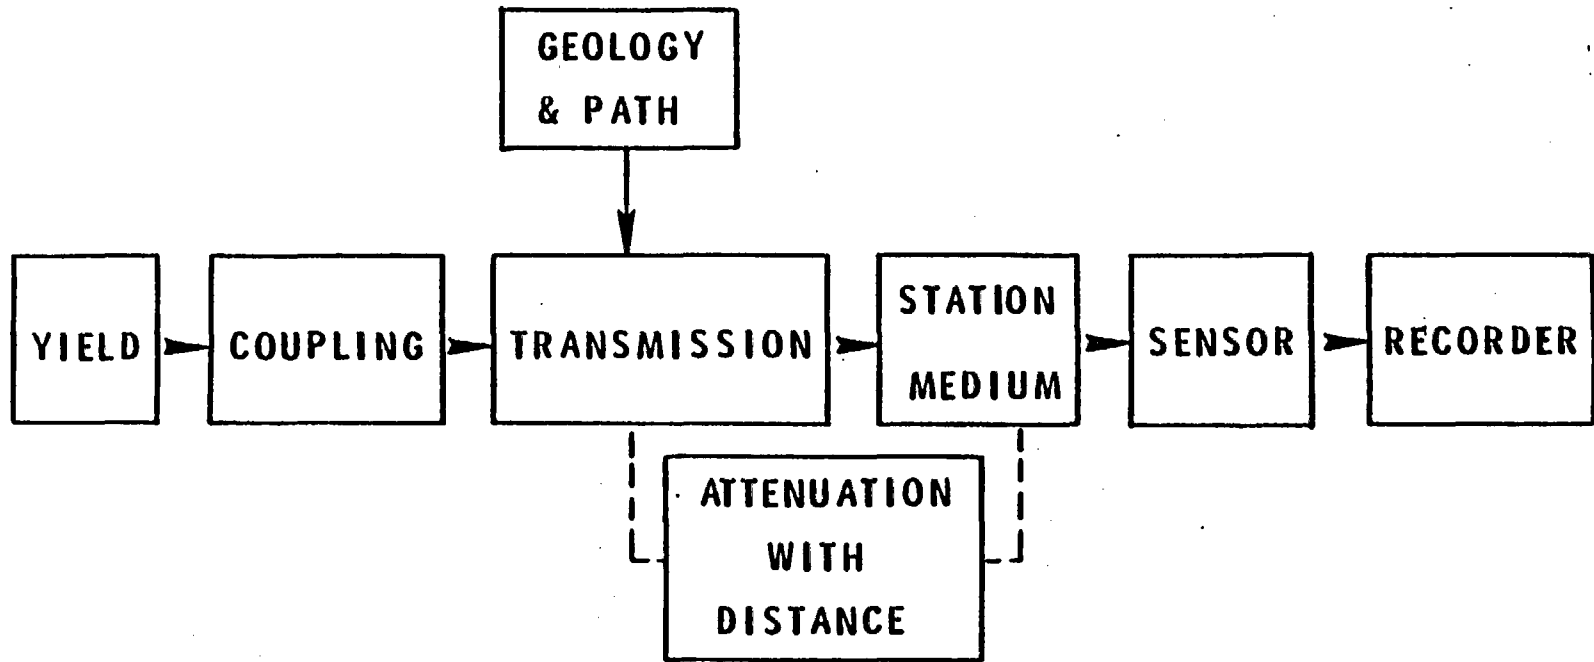 GEOLOGY
& PATH
YIELD
COUPLING
TRANSMISSION
STATION
MEDIUM
SENSOR
RECORDER
ATTENUATION
WITH
DISTANCE